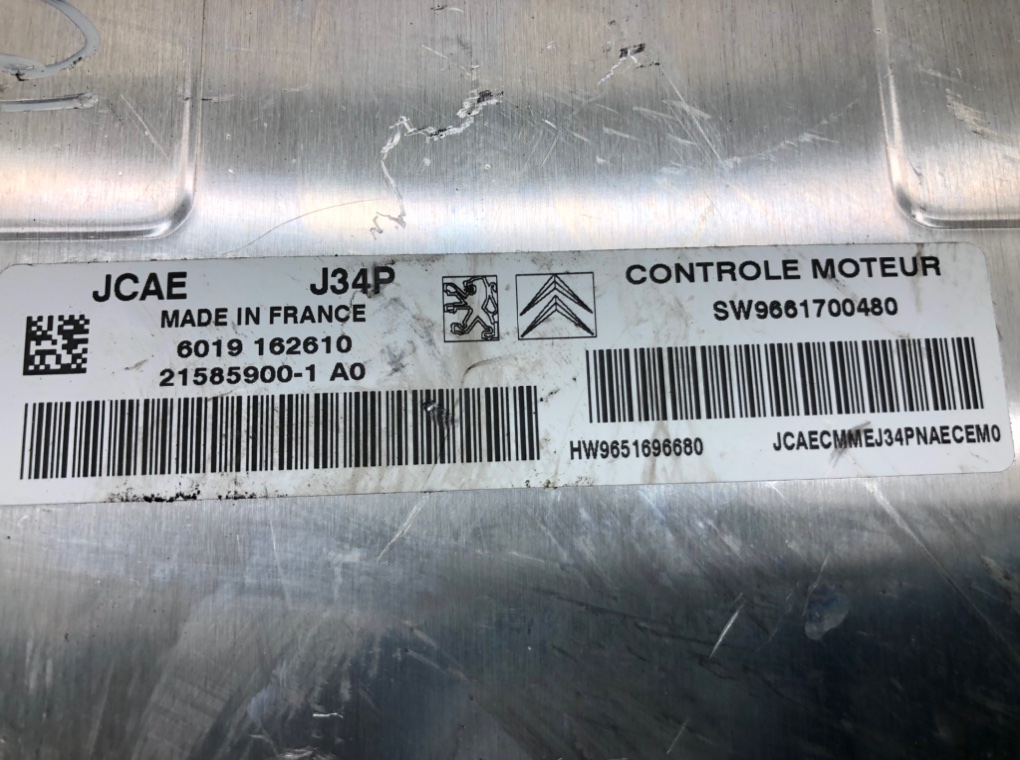 JCAE J34P
MADE IN FRANCE
6019 162610
21585900-1 A0
CONTROLE MOTEUR
SW9661700480
HW9651696680 JCAECMMEJ34PNAECEM0